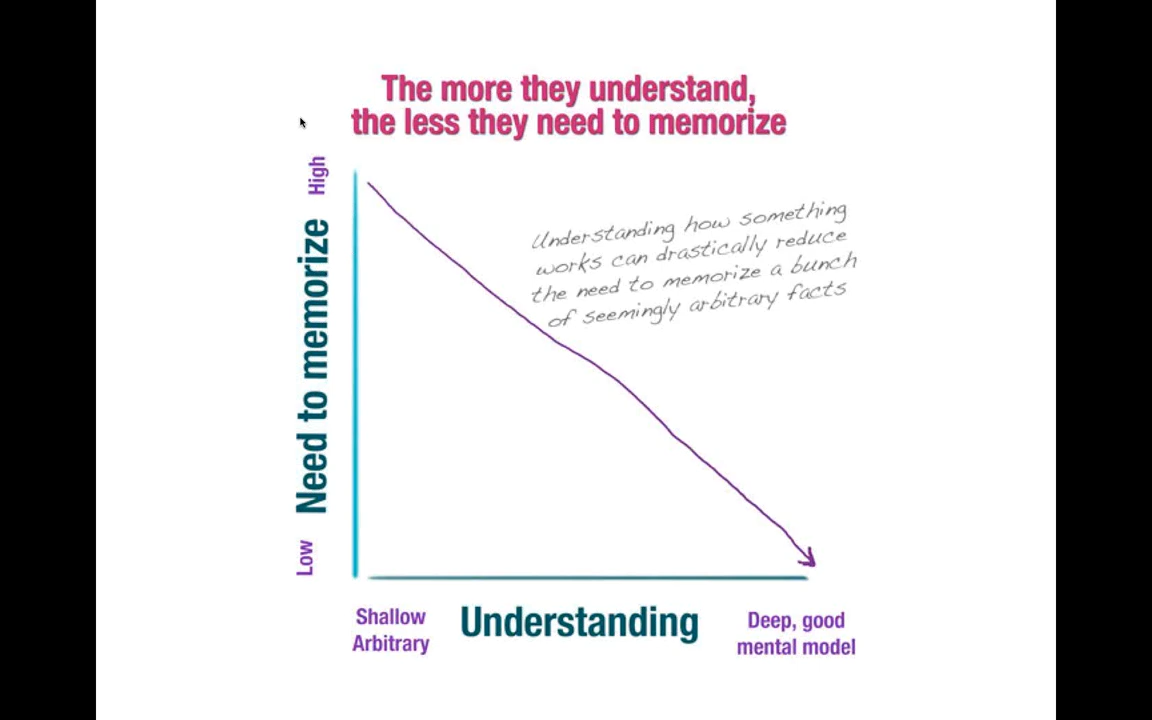 The more they understand,
the less they need to memorize
High
Need to memorize
Low
Understanding how something
works can drastically reduce
the need to memorize a bunch
of seemingly arbitrary facts
Shallow
Arbitrary
Understanding
Deep, good
mental model